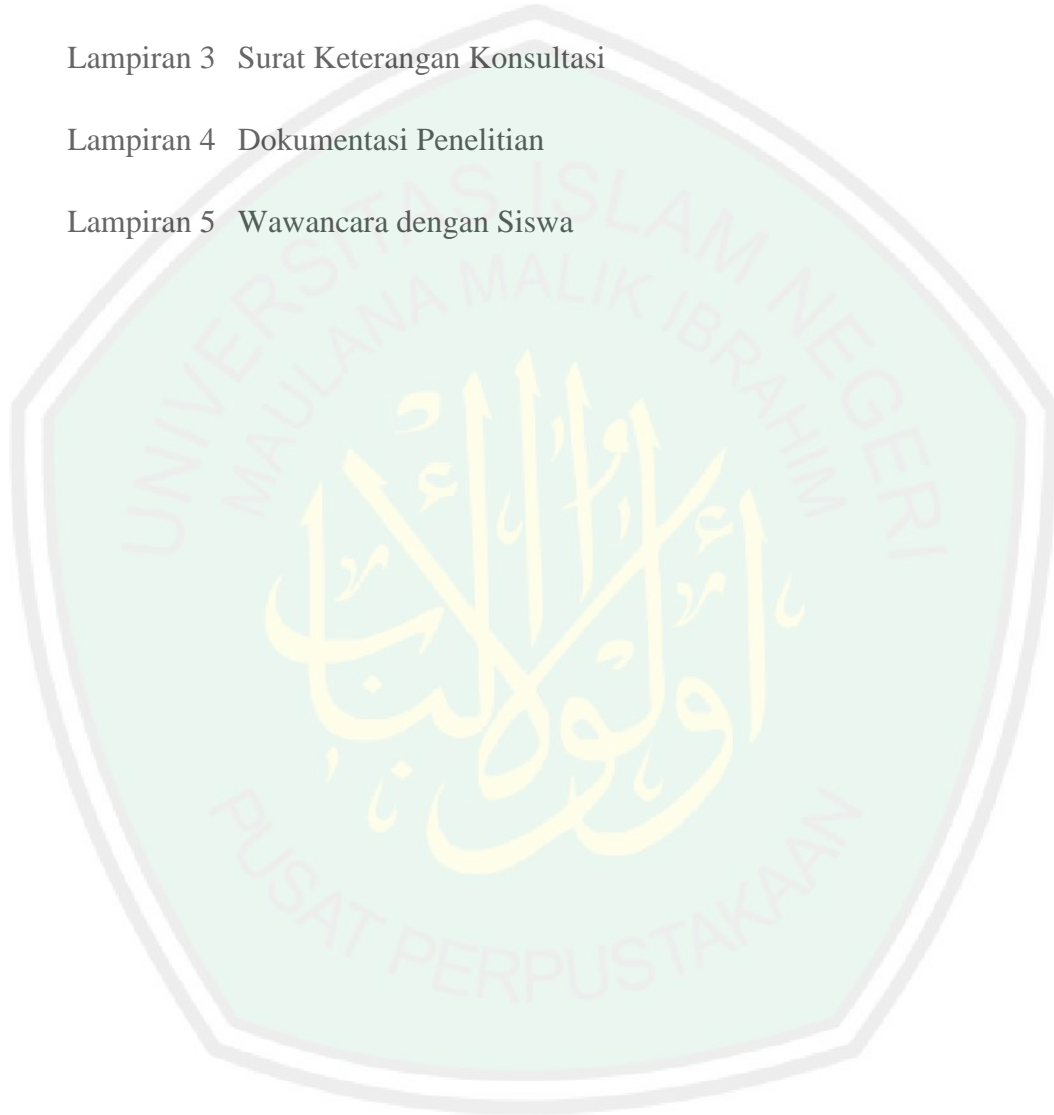 Lampiran 3 Surat Keterangan Konsultasi
Lampiran 4 Dokumentasi Penelitian
Lampiran 5 Wawancara dengan Siswa
UNIVERSITAS ISLAM NEGERI
MAULANA MALIK IBRAHIM
أولوا الألباب
PUSAT PERPUSTAKAAN